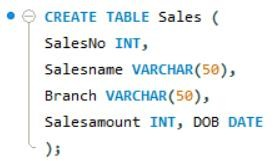 CREATE TABLE Sales (
SalesNo INT,
Salesname VARCHAR(50),
Branch VARCHAR(50),
Salesamount INT, DOB DATE
);